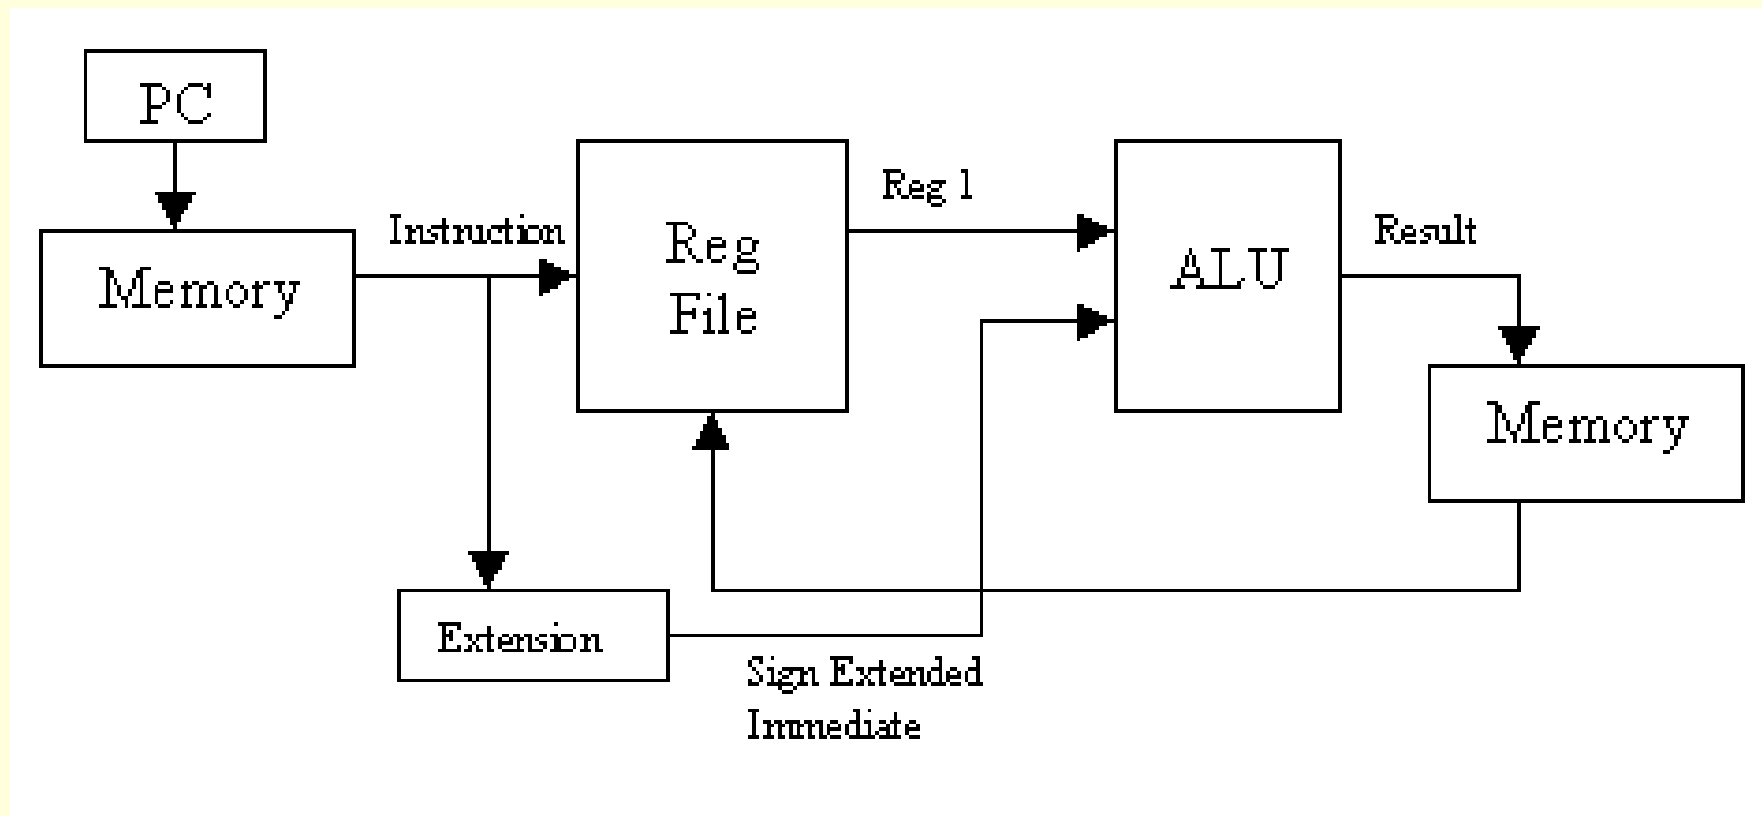 PC
Memory
Instruction
Reg
File
Reg 1
ALU
Result
Memory
Extension
Sign Extended
Immediate